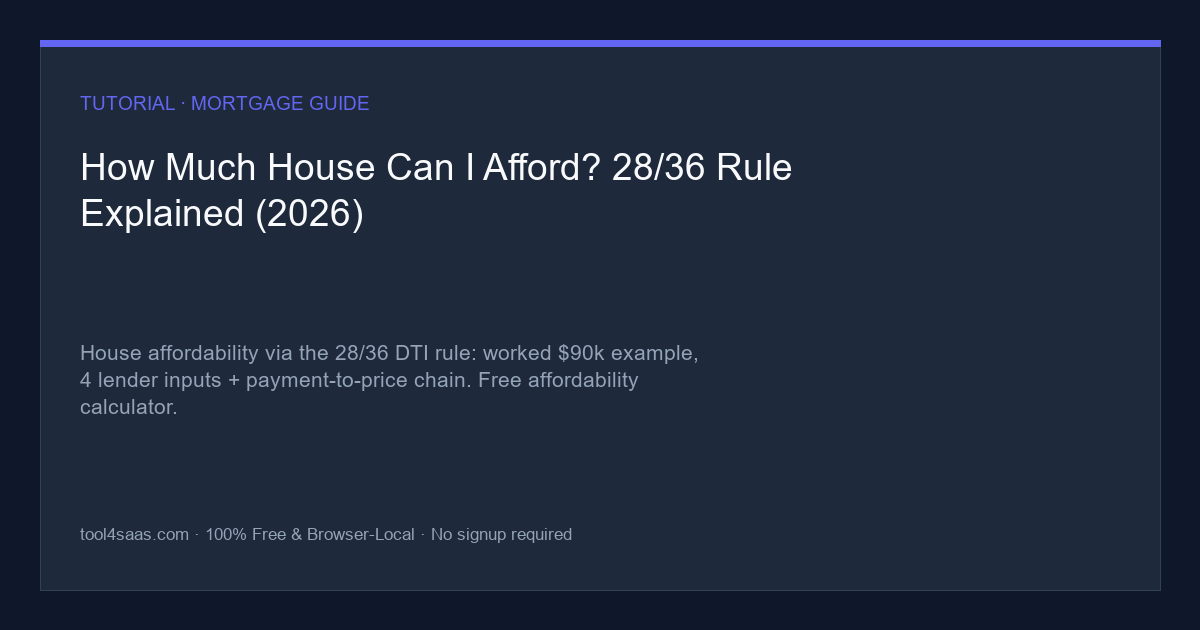 TUTORIAL · MORTGAGE GUIDE
How Much House Can I Afford? 28/36 Rule
Explained (2026)
House affordability via the 28/36 DTI rule: worked $90k example,
4 lender inputs + payment-to-price chain. Free affordability
calculator.
tool4saas.com · 100% Free & Browser-Local · No signup required